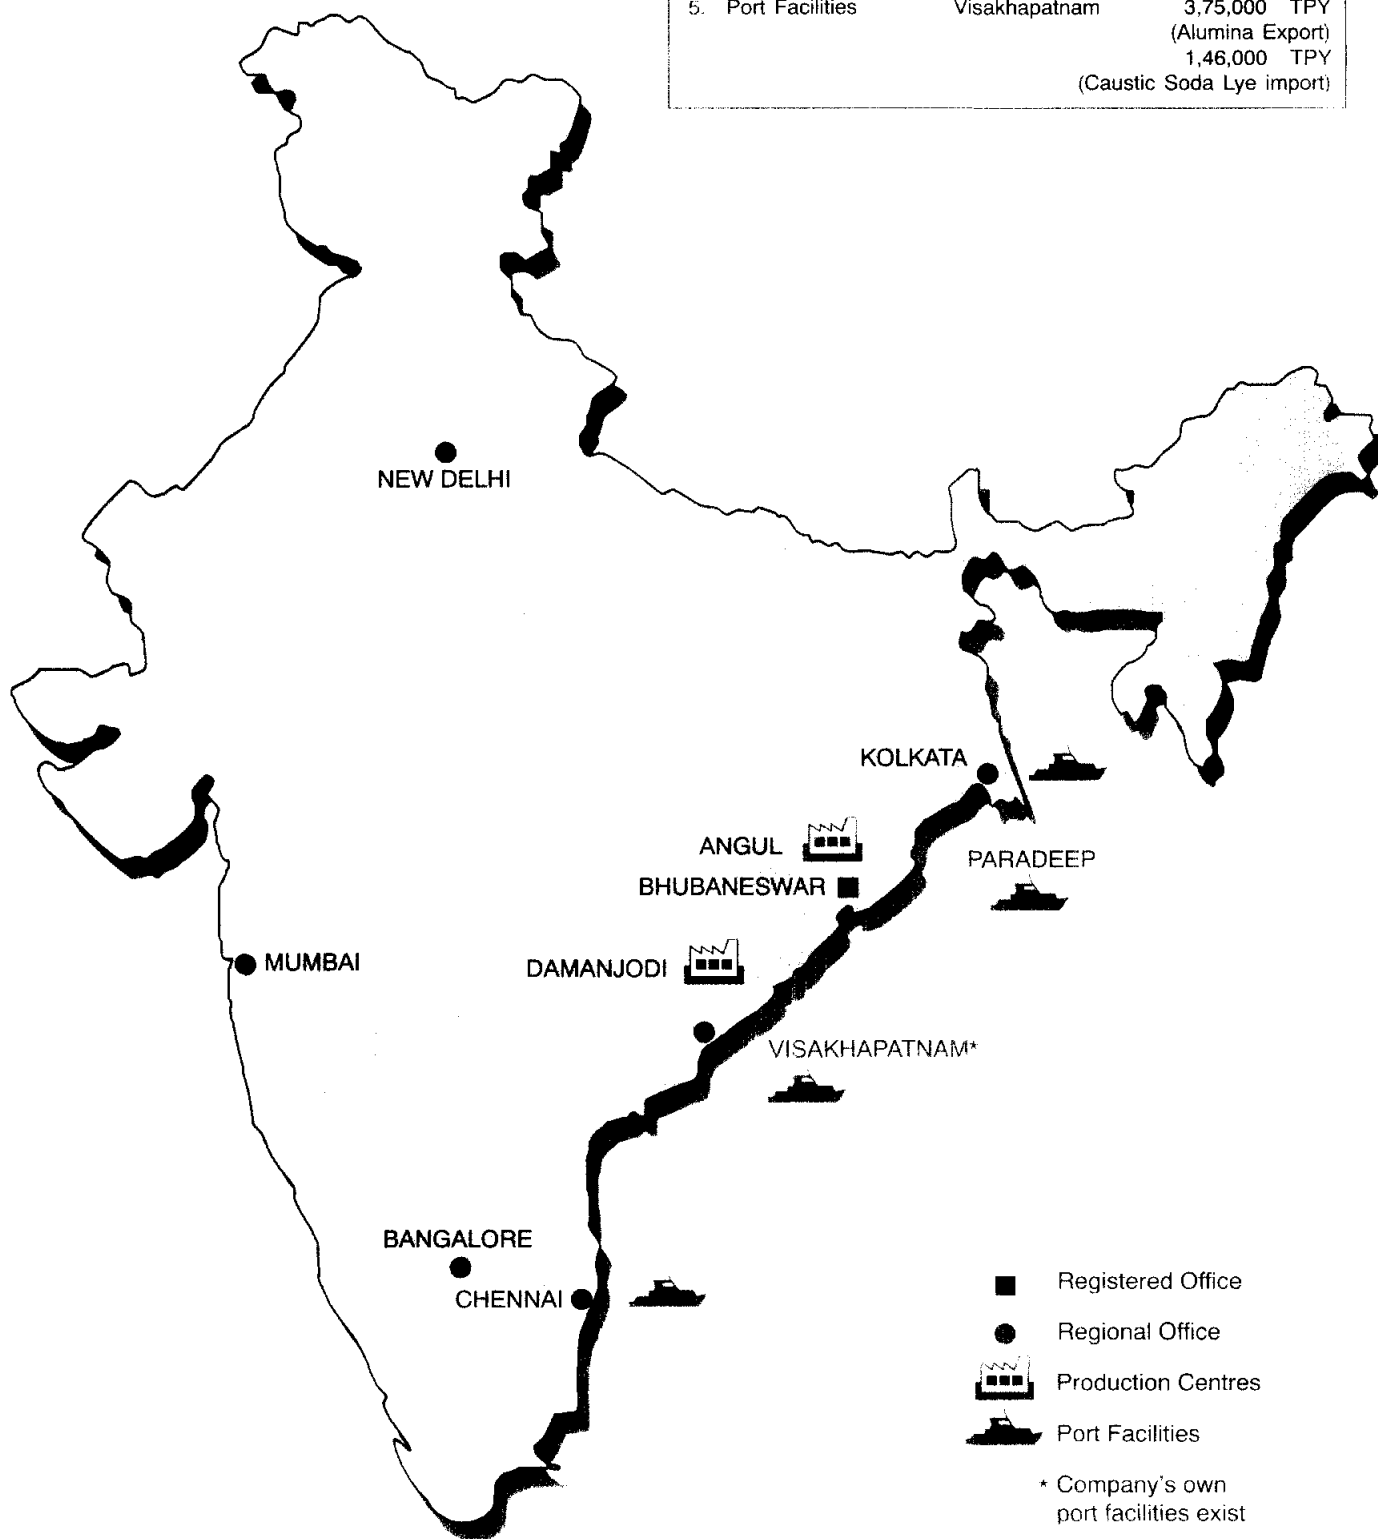 5. Port Facilities Visakhapatnam 3,75,000 TPY
(Alumina Export)
1,46,000 TPY
(Caustic Soda Lye import)
NEW DELHI
KOLKATA
ANGUL
PARADEEP
BHUBANESWAR
MUMBAI
DAMANJODI
VISAKHAPATNAM*
BANGALORE
CHENNAI
Registered Office
Regional Office
Production Centres
Port Facilities
* Company's own
port facilities exist